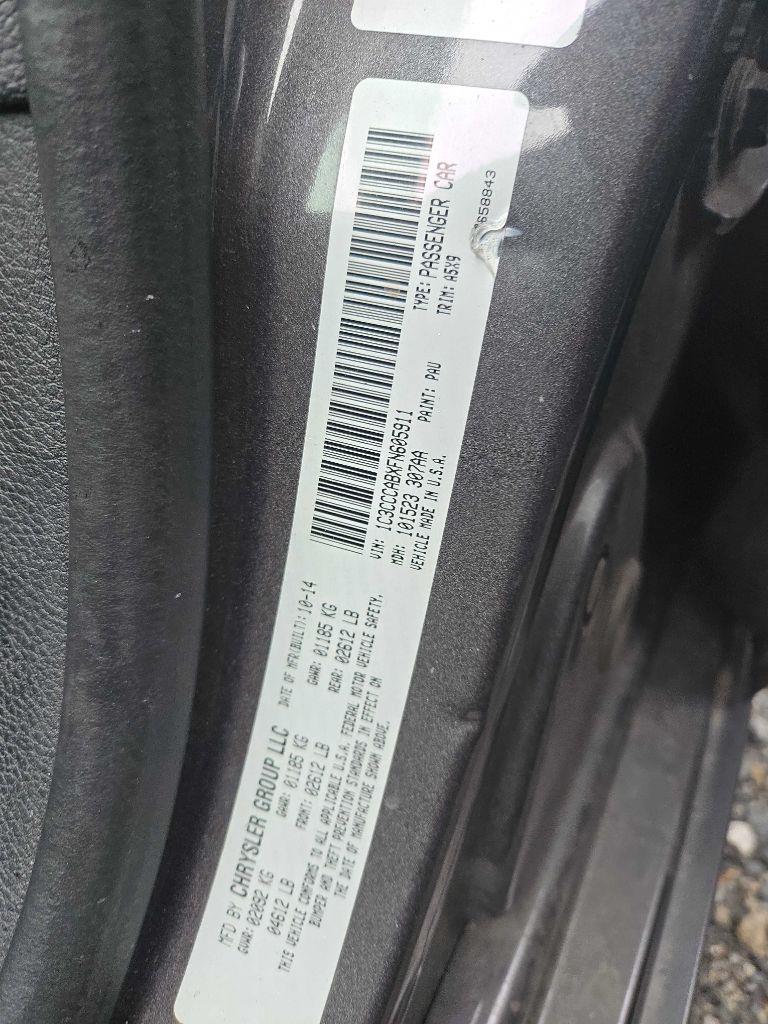 MFD BY CHRYSLER GROUP LLC
DATE OF MFR(BUILT): 10-14
GVWR: 02092 KG
04612 LB
GAWR: 01185 KG
FRONT: 02612 LB
GAWR: 01185 KG
REAR: 02612 LB
THIS VEHICLE CONFORMS TO ALL APPLICABLE U.S.A. FEDERAL MOTOR VEHICLE SAFETY,
BUMPER AND THEFT PREVENTION STANDARDS IN EFFECT ON
THE DATE OF MANUFACTURE SHOWN ABOVE.
VIN: 1C3CCCABXFN605911
TYPE: PASSENGER CAR
MDH: 101523 307AA
VEHICLE MADE IN U.S.A.
PAINT: PAU
TRIM: A5X9
658843